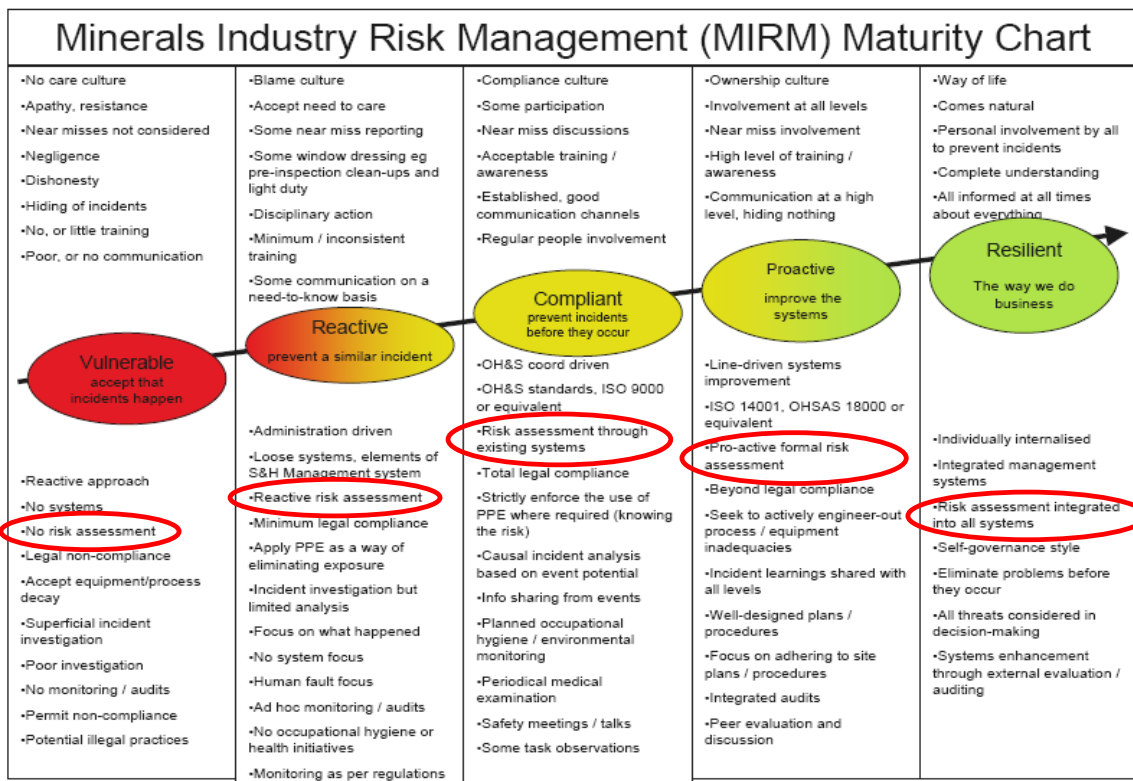 Minerals Industry Risk Management (MIRM) Maturity Chart
•No care culture
•Apathy, resistance
•Near misses not considered
•Negligence
•Dishonesty
•Hiding of incidents
•No, or little training
•Poor, or no communication
Vulnerable
accept that
incidents happen
•Reactive approach
•No systems
•No risk assessment
•Legal non-compliance
•Accept equipment/process
decay
•Superficial incident
investigation
•Poor investigation
•No monitoring / audits
•Permit non-compliance
•Potential illegal practices
•Blame culture
•Accept need to care
•Some near miss reporting
•Some window dressing eg
pre-inspection clean-ups and
light duty
•Disciplinary action
•Minimum / inconsistent
training
•Some communication on a
need-to-know basis
Reactive
prevent a similar incident
•Administration driven
•Loose systems, elements of
S&H Management system
•Reactive risk assessment
•Minimum legal compliance
•Apply PPE as a way of
eliminating exposure
•Incident investigation but
limited analysis
•Focus on what happened
•No system focus
•Human fault focus
•Ad hoc monitoring / audits
•No occupational hygiene or
health initiatives
•Monitoring as per regulations
•Compliance culture
•Some participation
•Near miss discussions
•Acceptable training /
awareness
•Established, good
communication channels
•Regular people involvement
Compliant
prevent incidents
before they occur
•OH&S coord driven
•OH&S standards, ISO 9000
or equivalent
•Risk assessment through
existing systems
•Total legal compliance
•Strictly enforce the use of
PPE where required (knowing
the risk)
•Causal incident analysis
based on event potential
•Info sharing from events
•Planned occupational
hygiene / environmental
monitoring
•Periodical medical
examination
•Safety meetings / talks
•Some task observations
•Ownership culture
•Involvement at all levels
•Near miss involvement
•High level of training /
awareness
•Communication at a high
level, hiding nothing
Proactive
improve the
systems
•Line-driven systems
improvement
•ISO 14001, OHSAS 18000 or
equivalent
•Pro-active formal risk
assessment
•Beyond legal compliance
•Seek to actively engineer-out
process / equipment
inadequacies
•Incident learnings shared with
all levels
•Well-designed plans /
procedures
•Focus on adhering to site
plans / procedures
•Integrated audits
•Peer evaluation and
discussion
•Way of life
•Comes natural
•Personal involvement by all
to prevent incidents
•Complete understanding
•All informed at all times
about everything
Resilient
The way we do
business
•Individually internalised
•Integrated management
systems
•Risk assessment integrated
into all systems
•Self-governance style
•Eliminate problems before
they occur
•All threats considered in
decision-making
•Systems enhancement
through external evaluation /
auditing